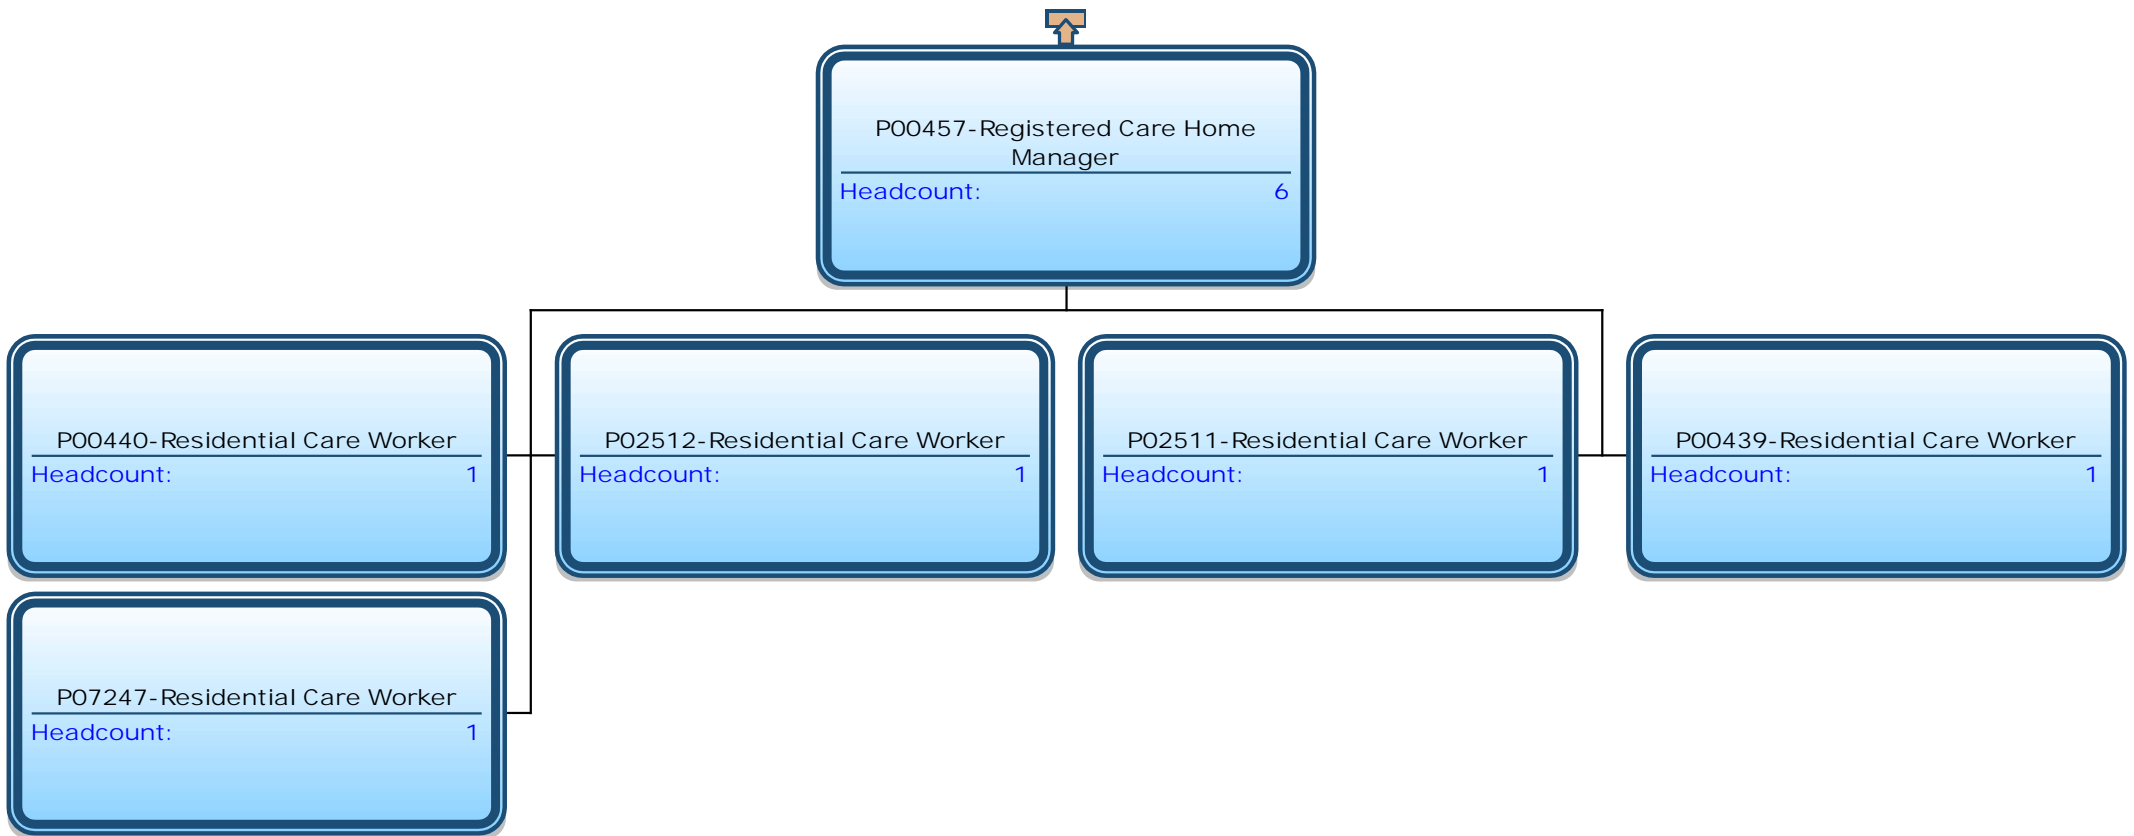 P00457-Registered Care Home
Manager
Headcount: 6
P00440-Residential Care Worker
Headcount: 1
P02512-Residential Care Worker
Headcount: 1
P02511-Residential Care Worker
Headcount: 1
P00439-Residential Care Worker
Headcount: 1
P07247-Residential Care Worker
Headcount: 1